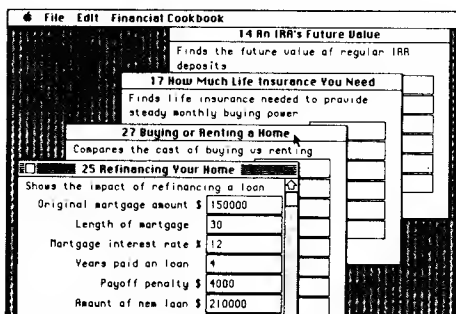 File Edit Financial Cookbook
14 An IRA's Future Value
Finds the future value of regular IRA
deposits
17 How Much Life Insurance You Need
Finds life insurance needed to provide
steady monthly buying power
27 Buying or Renting a Home
Compares the cost of buying vs renting
25 Refinancing Your Home
Shows the impact of refinancing a loan
Original mortgage amount $ 150000
Length of mortgage 30
Mortgage interest rate % 12
Years paid on loan 4
Payoff penalty $ 4000
Amount of new loan $ 210000